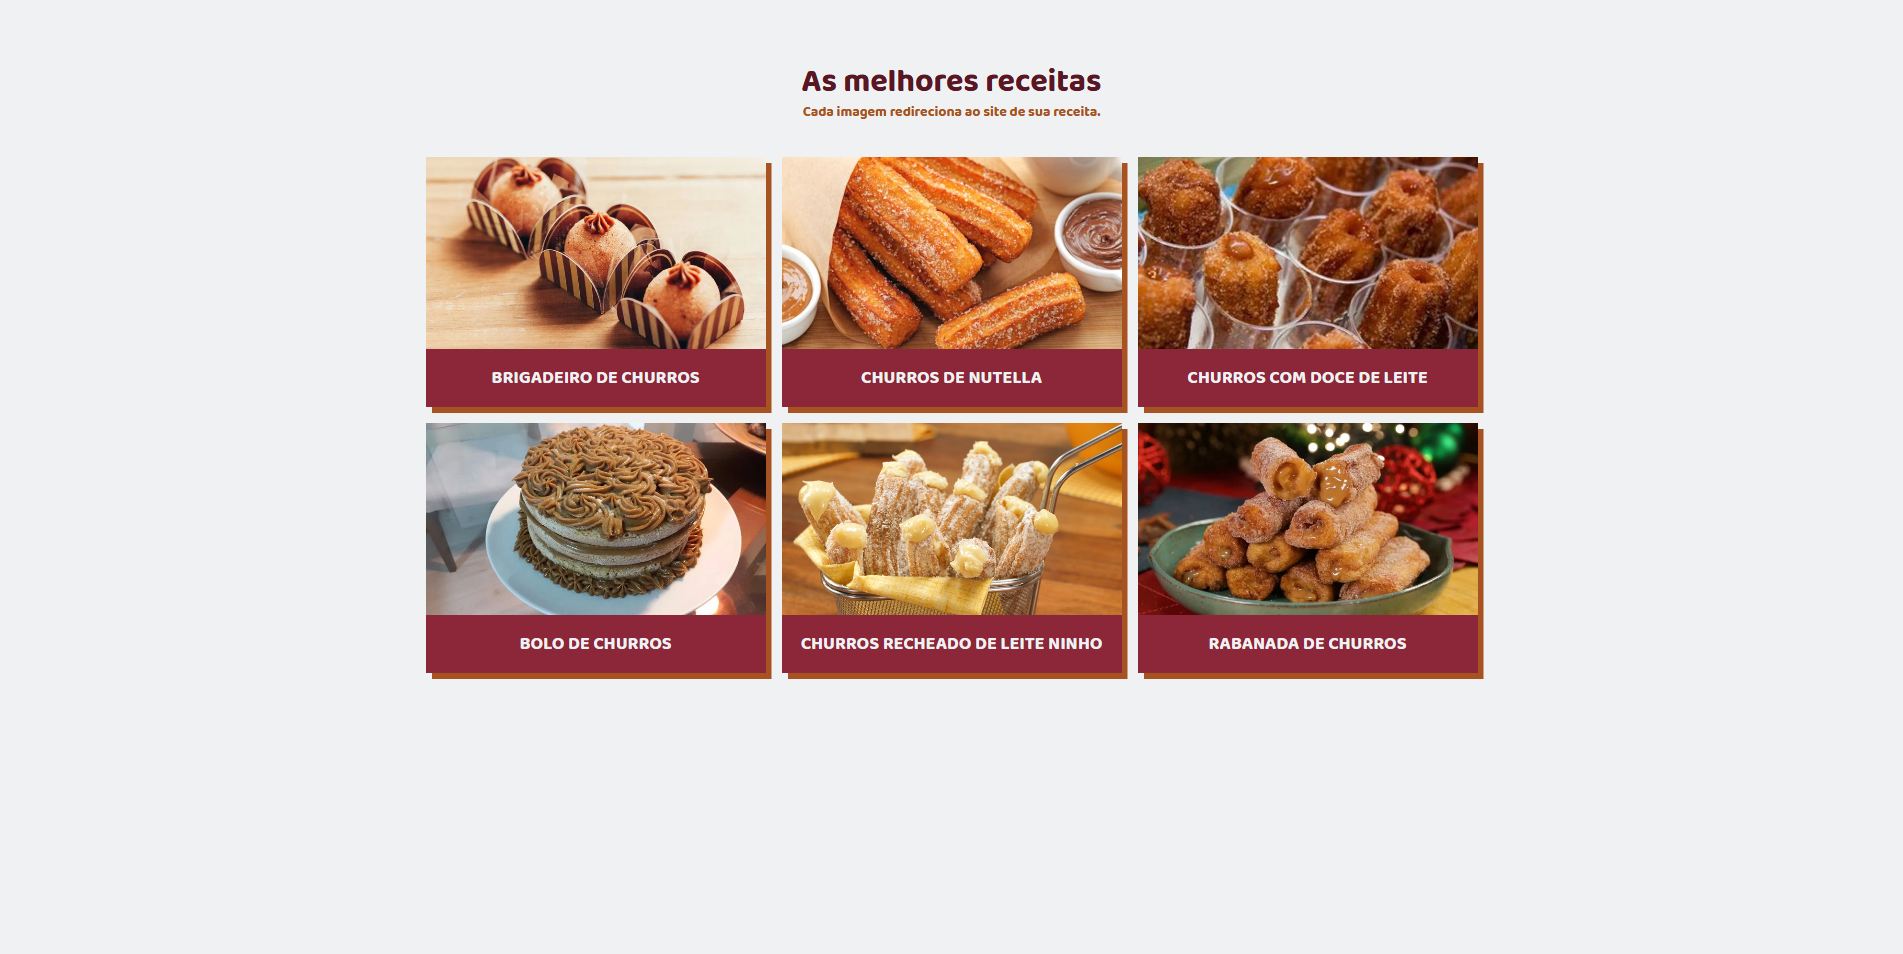 As melhores receitas
Cada imagem redireciona ao site de sua receita.
BRIGADEIRO DE CHURROS
CHURROS DE NUTELLA
CHURROS COM DOCE DE LEITE
BOLO DE CHURROS
CHURROS RECHEADO DE LEITE NINHO
RABANADA DE CHURROS